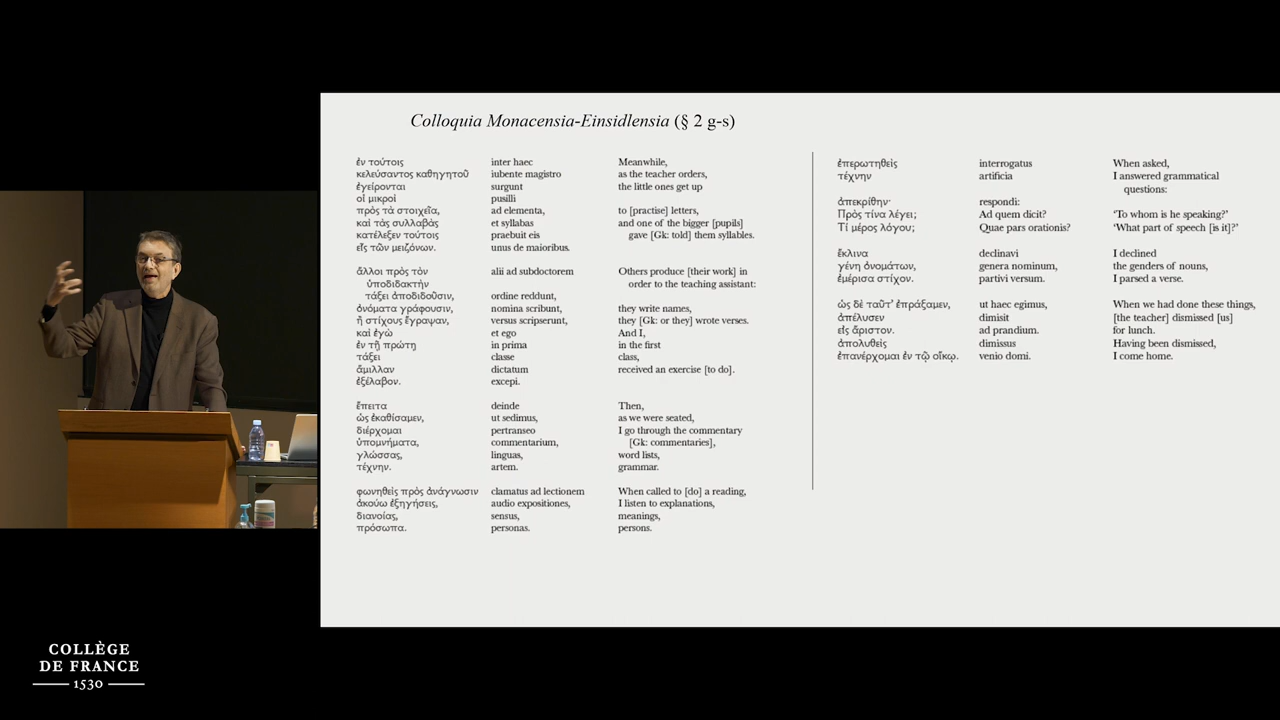 Colloquia Monacensia-Einsidlensia (§ 2 g-s)
ἐν τούτοις inter haec Meanwhile,
κελεύσαντος καθηγητοῦ iubente magistro as the teacher orders,
ἐγείρονται surgunt the little ones get up
οἱ μικροὶ pusilli
πρὸς τὰ στοιχεῖα, ad elementa, to [practise] letters,
καὶ τὰς συλλαβὰς et syllabas and one of the bigger [pupils]
κατέλεξεν τούτοις praebuit eis gave [Gk: told] them syllables.
εἷς τῶν μειζόνων. unus de maioribus.
ἄλλοι πρὸς τὸν alii ad subdoctorem Others produce [their work] in
ὑποδιδακτὴν order to the teaching assistant:
τάξει ἀποδιδοῦσιν, ordine reddunt,
ὀνόματα γράφουσιν, nomina scribunt, they write names,
ἢ στίχους ἔγραψαν, versus scripserunt, they [Gk: or they] wrote verses.
καὶ ἐγὼ et ego And I,
ἐν τῇ πρώτῃ in prima in the first
τάξει classe class,
ἅμιλλαν dictatum received an exercise [to do].
ἐξέλαβον. excepi.
ἔπειτα deinde Then,
ὡς ἐκαθίσαμεν, ut sedimus, as we were seated,
διέρχομαι pertranseo I go through the commentary
ὑπομνήματα, commentarium, [Gk: commentaries],
γλώσσας, linguas, word lists,
τέχνην. artem. grammar.
φωνηθεὶς πρὸς ἀνάγνωσιν clamatus ad lectionem When called to [do] a reading,
ἀκούω ἐξηγήσεις, audio expositiones, I listen to explanations,
διανοίας, sensus, meanings,
πρόσωπα. personas. persons.
ἐπερωτηθεὶς interrogatus When asked,
τέχνην artificia I answered grammatical
questions:
ἀπεκρίθην· respondi:
Πρὸς τίνα λέγει; Ad quem dicit? ‘To whom is he speaking?’
Τί μέρος λόγου; Quae pars orationis? ‘What part of speech [is it]?’
ἔκλινα declinavi I declined
γένη ὀνομάτων, genera nominum, the genders of nouns,
ἐμέρισα στίχον. partivi versum. I parsed a verse.
ὡς δὲ ταῦτ’ ἐπράξαμεν, ut haec egimus, When we had done these things,
ἀπέλυσεν dimisit [the teacher] dismissed [us]
εἰς ἄριστον. ad prandium. for lunch.
ἀπολυθεὶς dimissus Having been dismissed,
ἐπανέρχομαι ἐν τῷ οἴκῳ. venio domi. I come home.
COLLÈGE
DE FRANCE
1530